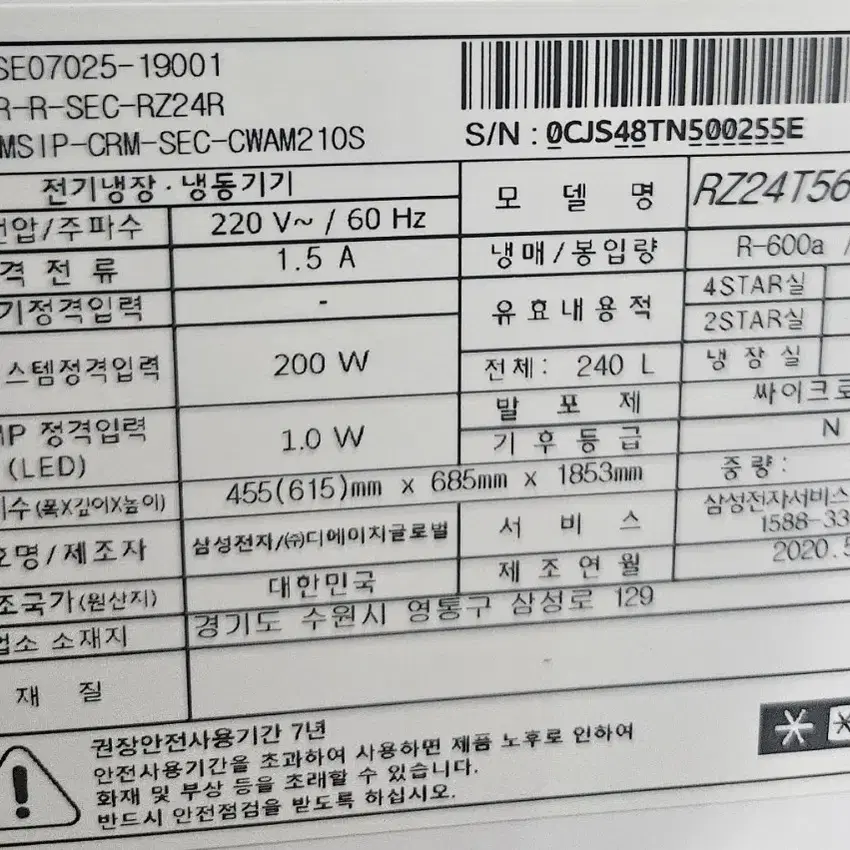 SE07025-19001
R-R-SEC-RZ24R
MSIP-CRM-SEC-CWAM210S
S/N : 0CJS48TN500255E
전기냉장·냉동기기
모 델 명 RZ24T56
전압/주파수 220 V~ / 60 Hz
냉매/봉입량 R-600a /
격 전 류 1.5 A
유효내용적 4STAR실
기정격입력 -
2STAR실
스템정격입력 200 W
전체: 240 L 냉 장 실
발 포 제 싸이크로
MP 정격입력 (LED) 1.0 W
기후등급 N
치수(폭X깊이X높이) 455(615)mm x 685mm x 1853mm 중량:
호명/제조자 삼성전자/㈜디에이치글로벌
서 비 스 삼성전자서비스
1588-33
조국가(원산지) 대한민국
제 조 연 월 2020.5
업소 소재지 경기도 수원시 영통구 삼성로 129
재 질 -
권장안전사용기간 7년
안전사용기간을 초과하여 사용하면 제품 노후로 인하여
화재 및 부상 등을 초래할 수 있습니다.
반드시 안전점검을 받도록 하십시오.